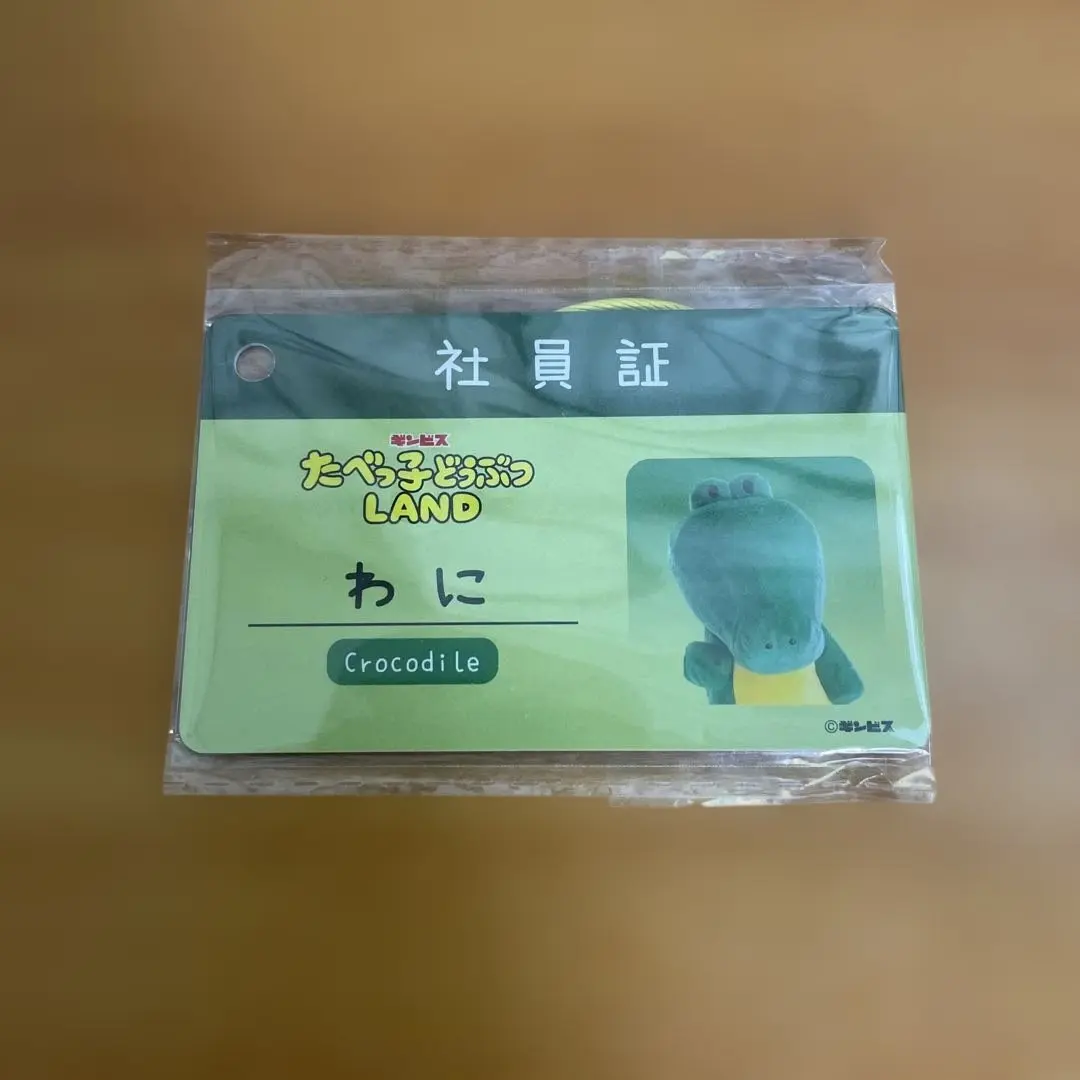 社員証
ギンビス
たべっ子どうぶつ
LAND
わに
Crocodile
©ギンビス